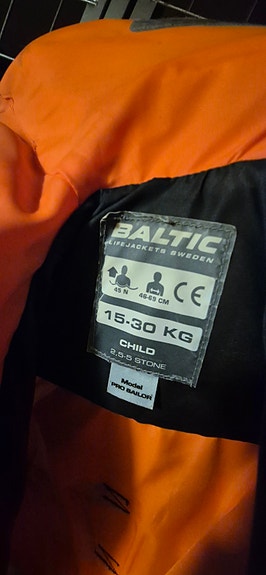 BALTIC
LIFEJACKETS SWEDEN
45 N 46-69 CM CE
15-30 KG
CHILD
2,5-5 STONE
Model
PRO SAILOR